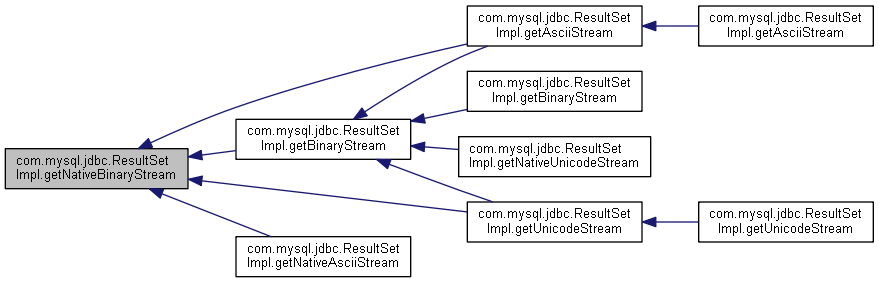 com.mysql.jdbc.ResultSet
Impl.getNativeBinaryStream
com.mysql.jdbc.ResultSet
Impl.getBinaryStream
com.mysql.jdbc.ResultSet
Impl.getNativeAsciiStream
com.mysql.jdbc.ResultSet
Impl.getAsciiStream
com.mysql.jdbc.ResultSet
Impl.getBinaryStream
com.mysql.jdbc.ResultSet
Impl.getNativeUnicodeStream
com.mysql.jdbc.ResultSet
Impl.getUnicodeStream
com.mysql.jdbc.ResultSet
Impl.getAsciiStream
com.mysql.jdbc.ResultSet
Impl.getUnicodeStream